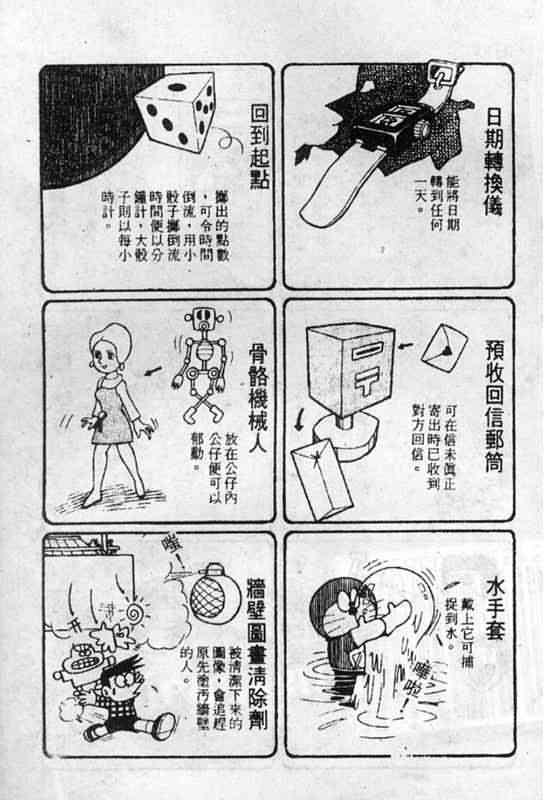 日期轉換儀
能將日期
轉到任何
一天。
回到起點
擲出的點數
，可令時間
倒流，用小
骰子擲倒流
時間便以分
鐘計，大骰
子則以每小
時計。
預收回信郵筒
可在信未眞正
寄出時已收到
對方回信。
骨骼機械人
放在公仔內
公仔便可以
郁動。
水手套
戴上它可捕
捉到水。
嘩
啦
！
牆壁圖畫淸除劑
被淸潔下來的
圖像，會追趕
原先塗污牆壁
的人。
嗤
！